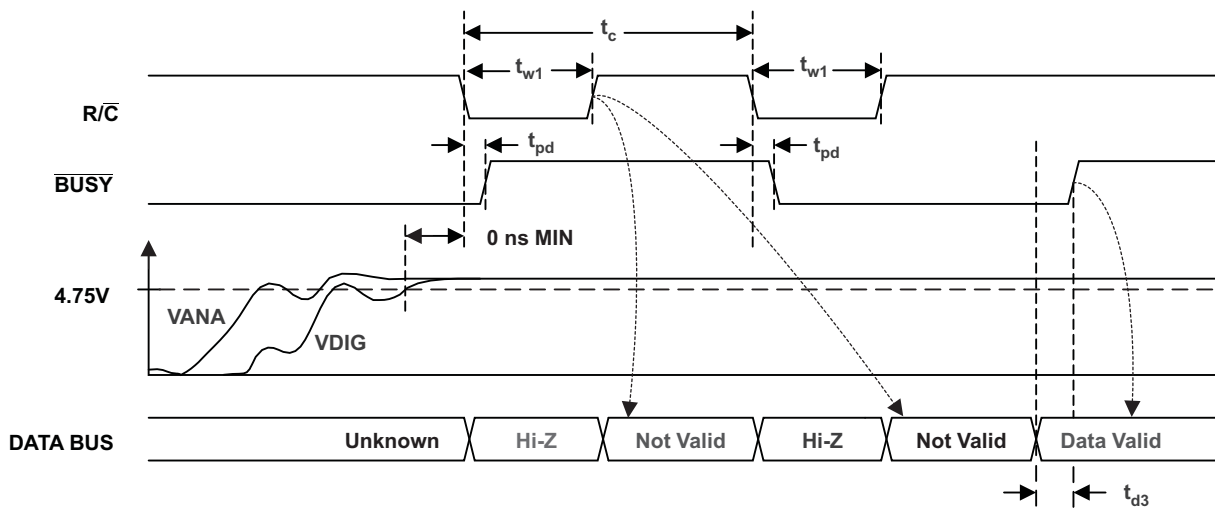 t_c
t_w1 t_w1
R/C̅
t_pd t_pd
B̅U̅S̅Y̅
0 ns MIN
4.75V
VANA
VDIG
DATA BUS Unknown Hi-Z Not Valid Hi-Z Not Valid Data Valid
t_d3